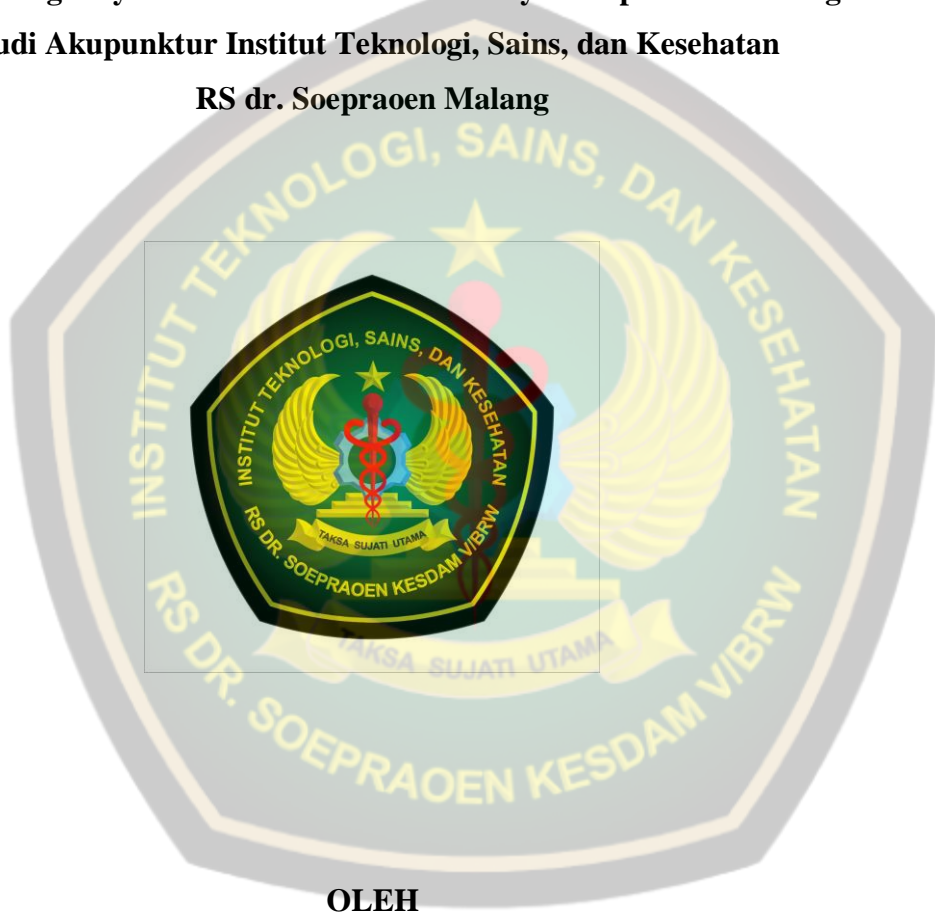 udi Akupunktur Institut Teknologi, Sains, dan Kesehatan
RS dr. Soepraoen Malang
INSTITUT TEKNOLOGI, SAINS, DAN KESEHATAN
RS DR. SOEPRAOEN KESDAM V/BRW
TAKSA SUJATI UTAMA
INSTITUT TEKNOLOGI, SAINS, DAN KESEHATAN
TAKSA SUJATI UTAMA
RS DR. SOEPRAOEN KESDAM V/BRW
OLEH